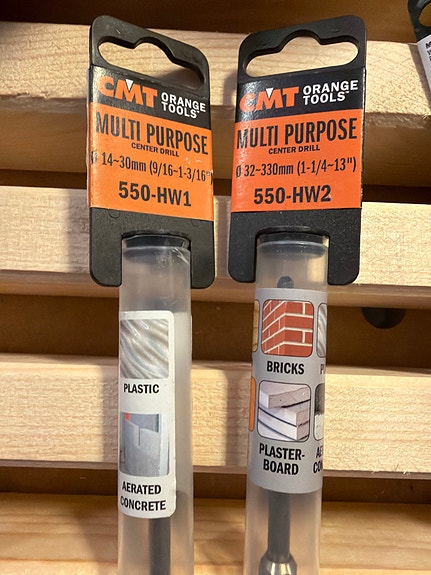 CMT ORANGE TOOLS
MULTI PURPOSE
CENTER DRILL
Ø 14~30mm (9/16~1-3/16")
550-HW1
PLASTIC
AERATED
CONCRETE
CMT ORANGE TOOLS
MULTI PURPOSE
CENTER DRILL
Ø 32~330mm (1-1/4~13")
550-HW2
BRICKS
PLASTER-
BOARD